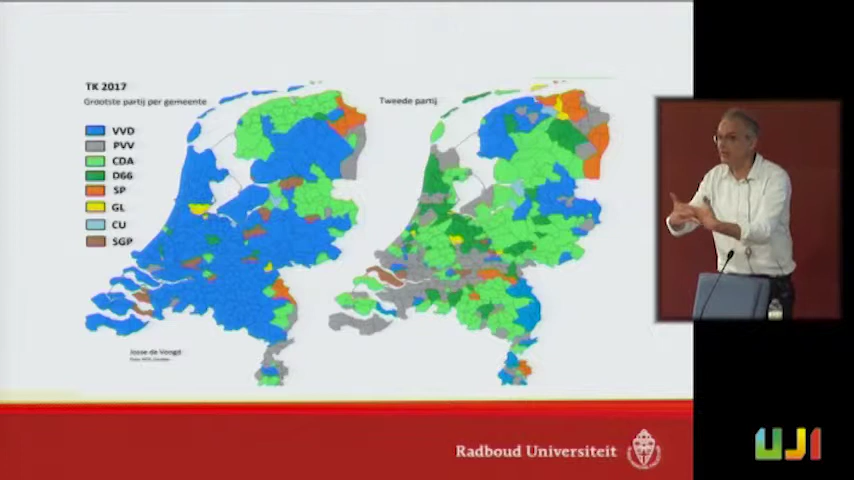 TK 2017
Grootste partij per gemeente
Tweede partij
VVD
PVV
CDA
D66
SP
GL
CU
SGP
Josse de Voogd
Radboud Universiteit
UJI